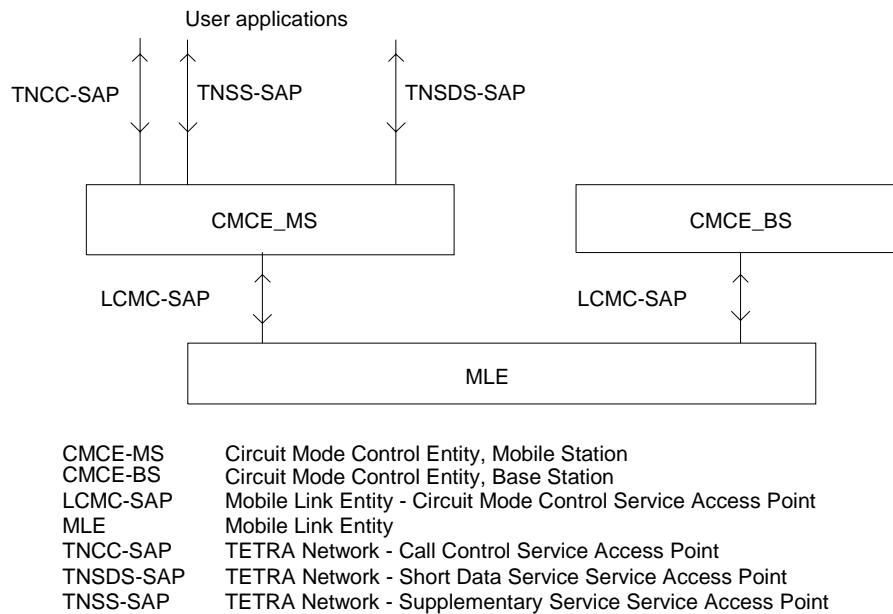 User applications
TNCC-SAP TNSS-SAP TNSDS-SAP
CMCE_MS CMCE_BS
LCMC-SAP LCMC-SAP
MLE
CMCE-MS Circuit Mode Control Entity, Mobile Station
CMCE-BS Circuit Mode Control Entity, Base Station
LCMC-SAP Mobile Link Entity - Circuit Mode Control Service Access Point
MLE Mobile Link Entity
TNCC-SAP TETRA Network - Call Control Service Access Point
TNSDS-SAP TETRA Network - Short Data Service Service Access Point
TNSS-SAP TETRA Network - Supplementary Service Service Access Point